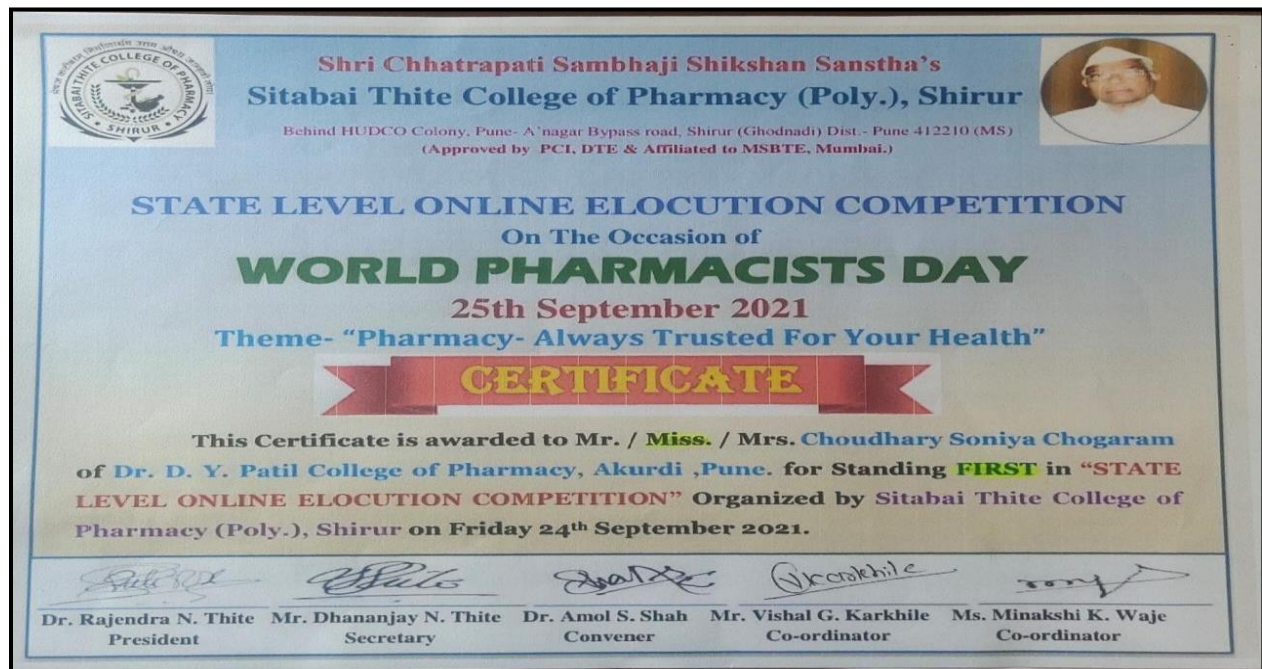 SITABAI THITE COLLEGE OF PHARMACY
SHIRUR
Shri Chhatrapati Sambhaji Shikshan Sanstha's
Sitabai Thite College of Pharmacy (Poly.), Shirur
Behind HUDCO Colony, Pune- A'nagar Bypass road, Shirur (Ghodnadi) Dist.- Pune 412210 (MS)
(Approved by PCI, DTE & Affiliated to MSBTE, Mumbai.)
STATE LEVEL ONLINE ELOCUTION COMPETITION
On The Occasion of
WORLD PHARMACISTS DAY
25th September 2021
Theme- “Pharmacy- Always Trusted For Your Health”
CERTIFICATE
This Certificate is awarded to Mr. / Miss. / Mrs. Choudhary Soniya Chogaram
of Dr. D. Y. Patil College of Pharmacy, Akurdi ,Pune. for Standing FIRST in “STATE
LEVEL ONLINE ELOCUTION COMPETITION” Organized by Sitabai Thite College of
Pharmacy (Poly.), Shirur on Friday 24th September 2021.
Dr. Rajendra N. Thite Mr. Dhananjay N. Thite Dr. Amol S. Shah Mr. Vishal G. Karkhile Ms. Minakshi K. Waje
President Secretary Convener Co-ordinator Co-ordinator